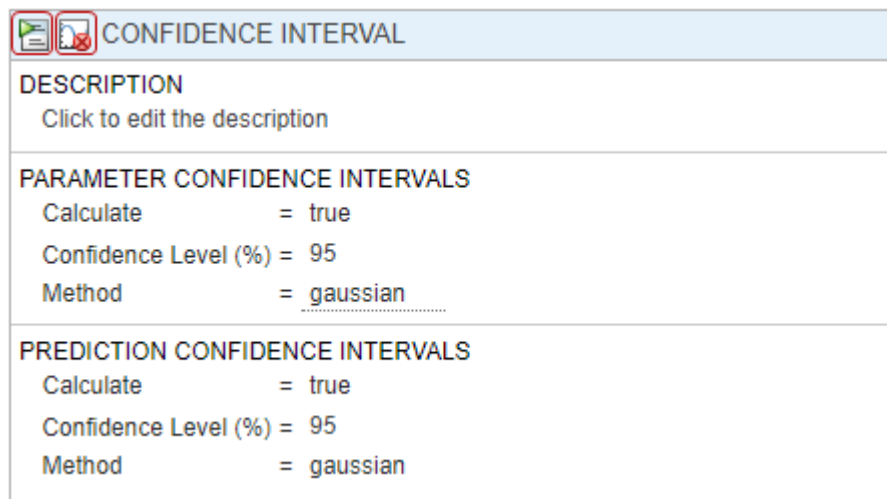 CONFIDENCE INTERVAL
DESCRIPTION
Click to edit the description
PARAMETER CONFIDENCE INTERVALS
Calculate = true
Confidence Level (%) = 95
Method = gaussian
PREDICTION CONFIDENCE INTERVALS
Calculate = true
Confidence Level (%) = 95
Method = gaussian